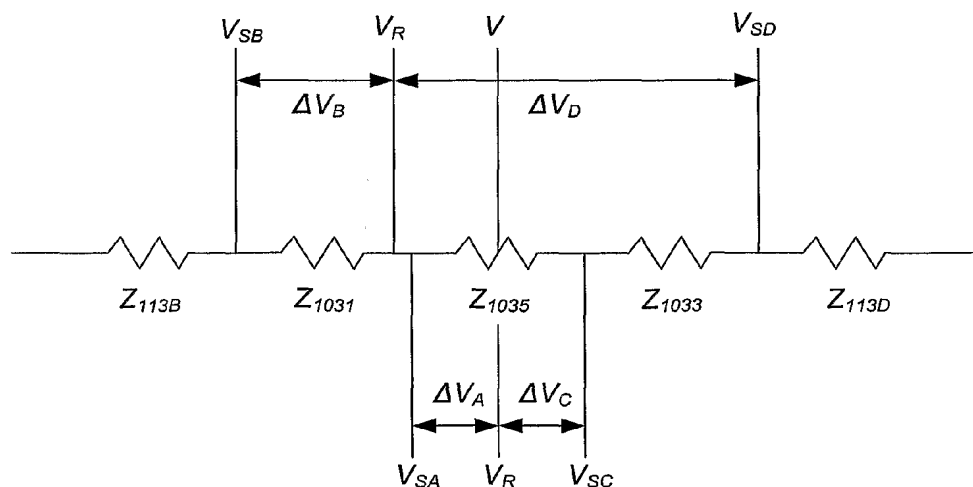 V_SB V_R V V_SD
ΔV_B ΔV_D
Z_113B Z_1031 Z_1035 Z_1033 Z_113D
ΔV_A ΔV_C
V_SA V_R V_SC